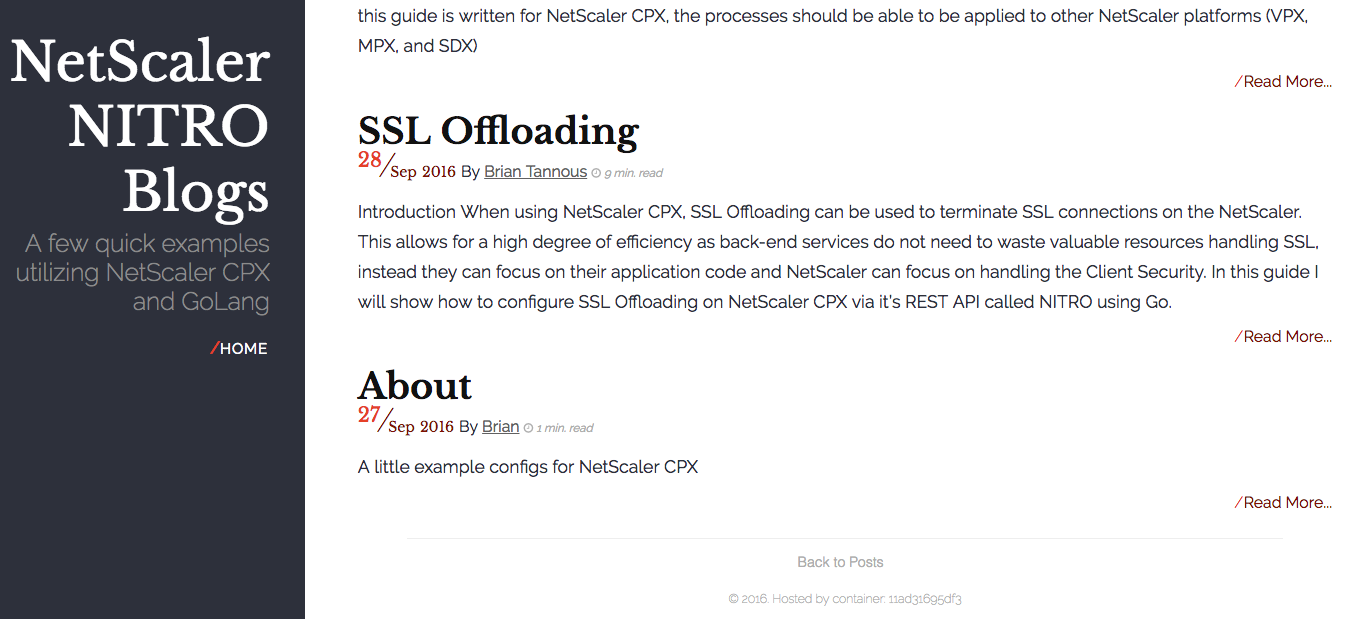 NetScaler
NITRO
Blogs
A few quick examples
utilizing NetScaler CPX
and GoLang
/HOME
this guide is written for NetScaler CPX, the processes should be able to be applied to other NetScaler platforms (VPX,
MPX, and SDX)
/Read More...
SSL Offloading
28/Sep 2016 By Brian Tannous 9 min. read
Introduction When using NetScaler CPX, SSL Offloading can be used to terminate SSL connections on the NetScaler.
This allows for a high degree of efficiency as back-end services do not need to waste valuable resources handling SSL,
instead they can focus on their application code and NetScaler can focus on handling the Client Security. In this guide I
will show how to configure SSL Offloading on NetScaler CPX via it's REST API called NITRO using Go.
/Read More...
About
27/Sep 2016 By Brian 1 min. read
A little example configs for NetScaler CPX
/Read More...
Back to Posts
© 2016. Hosted by container: 11ad31695df3